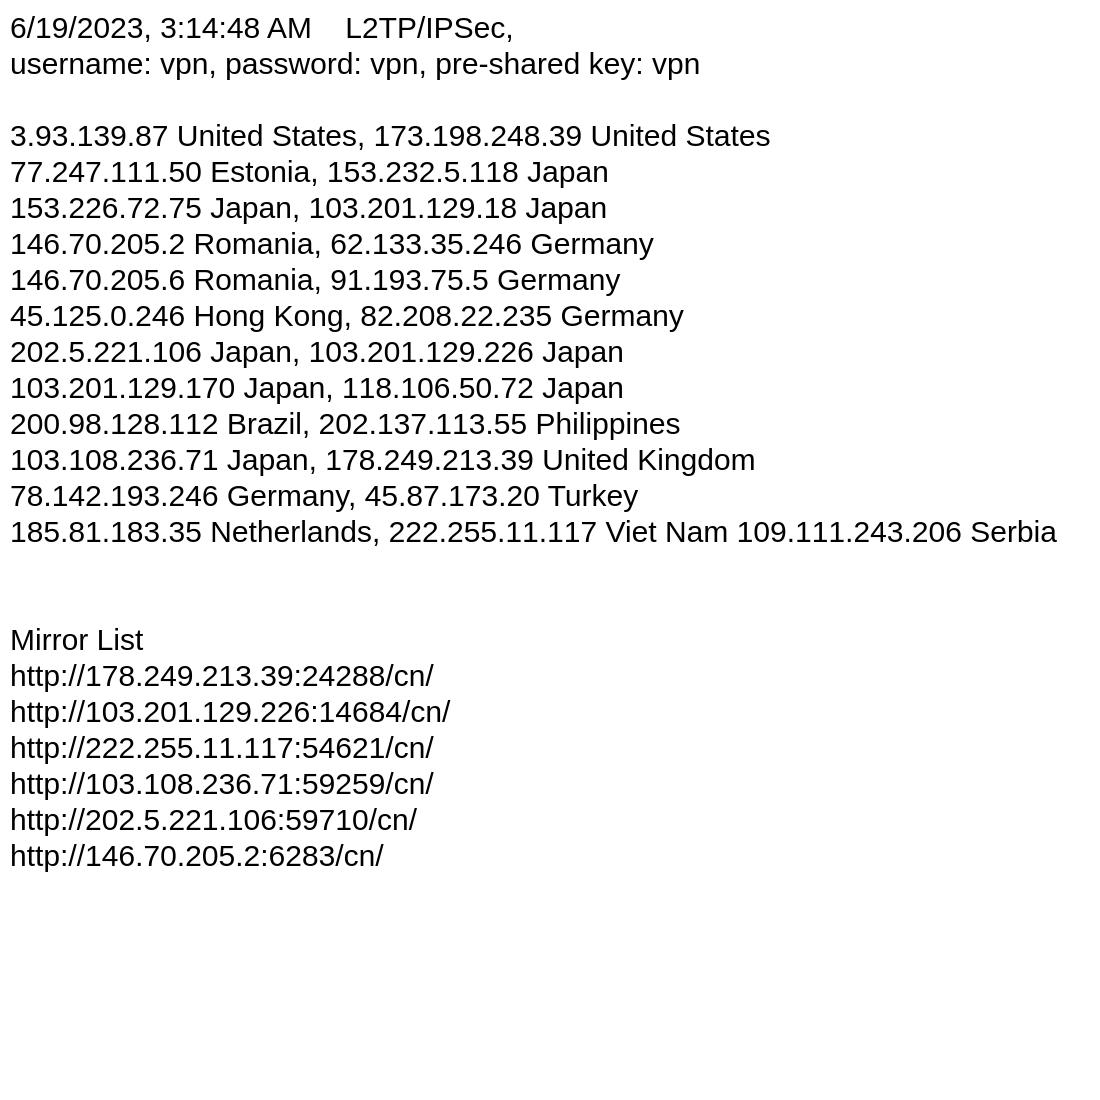 6/19/2023, 3:14:48 AM    L2TP/IPSec,
username: vpn, password: vpn, pre-shared key: vpn
3.93.139.87 United States, 173.198.248.39 United States
77.247.111.50 Estonia, 153.232.5.118 Japan
153.226.72.75 Japan, 103.201.129.18 Japan
146.70.205.2 Romania, 62.133.35.246 Germany
146.70.205.6 Romania, 91.193.75.5 Germany
45.125.0.246 Hong Kong, 82.208.22.235 Germany
202.5.221.106 Japan, 103.201.129.226 Japan
103.201.129.170 Japan, 118.106.50.72 Japan
200.98.128.112 Brazil, 202.137.113.55 Philippines
103.108.236.71 Japan, 178.249.213.39 United Kingdom
78.142.193.246 Germany, 45.87.173.20 Turkey
185.81.183.35 Netherlands, 222.255.11.117 Viet Nam 109.111.243.206 Serbia
Mirror List
http://178.249.213.39:24288/cn/
http://103.201.129.226:14684/cn/
http://222.255.11.117:54621/cn/
http://103.108.236.71:59259/cn/
http://202.5.221.106:59710/cn/
http://146.70.205.2:6283/cn/